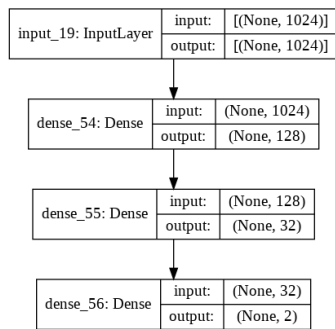 input_19: InputLayer
input: [(None, 1024)]
output: [(None, 1024)]
dense_54: Dense
input: (None, 1024)
output: (None, 128)
dense_55: Dense
input: (None, 128)
output: (None, 32)
dense_56: Dense
input: (None, 32)
output: (None, 2)